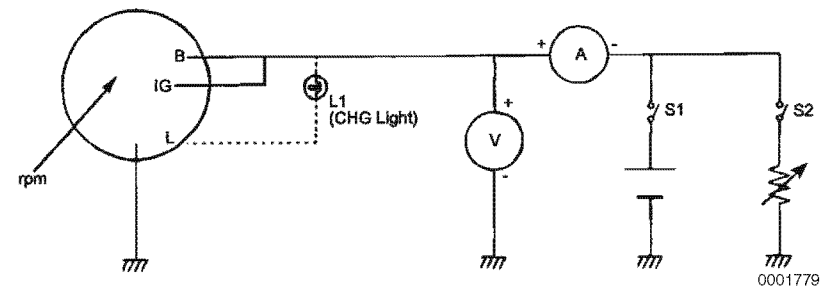 B
IG
L
rpm
L1
(CHG Light)
+ A -
+
V
-
S1
S2
0001779